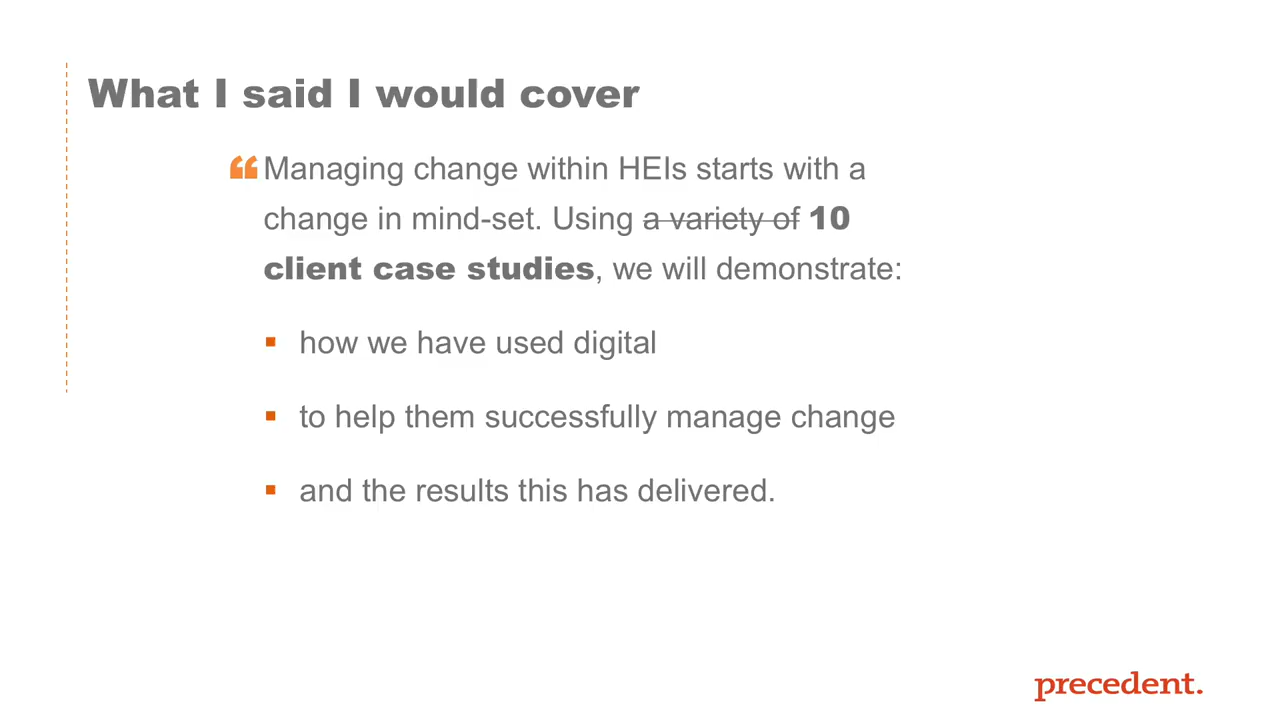 What I said I would cover
“Managing change within HEIs starts with a
change in mind-set. Using a variety of 10
client case studies, we will demonstrate:
▪ how we have used digital
▪ to help them successfully manage change
▪ and the results this has delivered.
precedent.